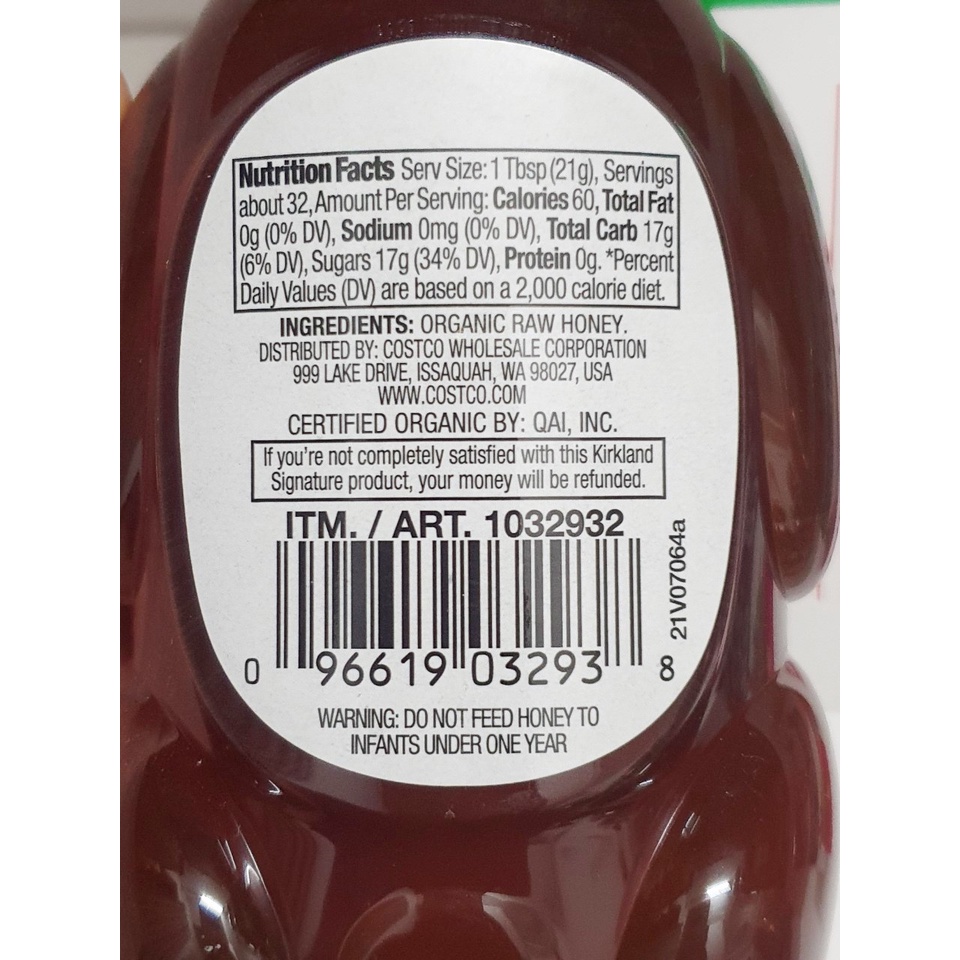 Nutrition Facts Serv Size: 1 Tbsp (21g), Servings
about 32, Amount Per Serving: Calories 60, Total Fat
0g (0% DV), Sodium 0mg (0% DV), Total Carb 17g
(6% DV), Sugars 17g (34% DV), Protein 0g. *Percent
Daily Values (DV) are based on a 2,000 calorie diet.
INGREDIENTS: ORGANIC RAW HONEY.
DISTRIBUTED BY: COSTCO WHOLESALE CORPORATION
999 LAKE DRIVE, ISSAQUAH, WA 98027, USA
WWW.COSTCO.COM
CERTIFIED ORGANIC BY: QAI, INC.
If you're not completely satisfied with this Kirkland
Signature product, your money will be refunded.
ITM. / ART. 1032932
0 96619 03293 8
21V07064a
WARNING: DO NOT FEED HONEY TO
INFANTS UNDER ONE YEAR